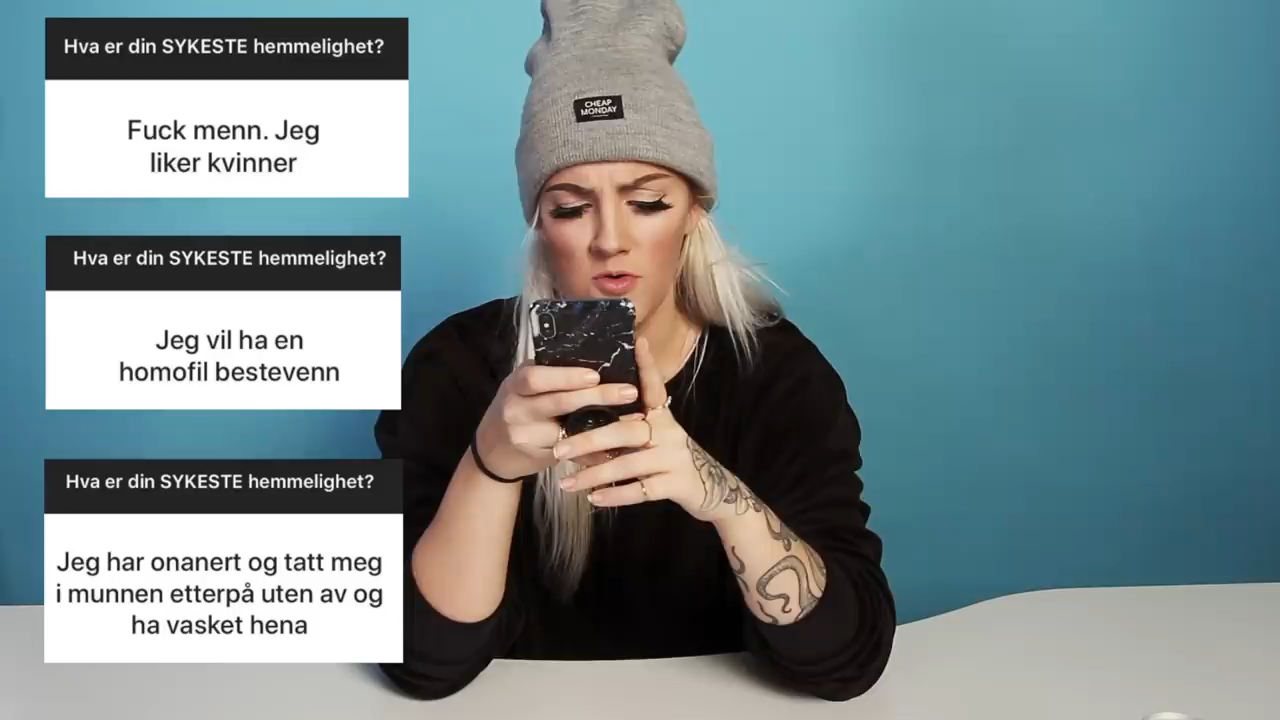 Hva er din SYKESTE hemmelighet?
Fuck menn. Jeg
liker kvinner
Hva er din SYKESTE hemmelighet?
Jeg vil ha en
homofil bestevenn
Hva er din SYKESTE hemmelighet?
Jeg har onanert og tatt meg
i munnen etterpå uten av og
ha vasket hena
CHEAP
MONDAY